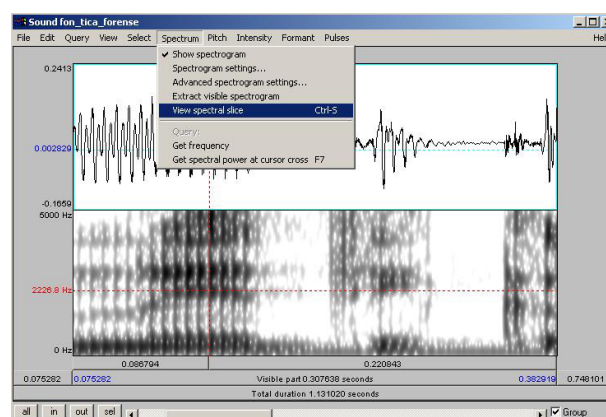 Sound fon_tica_forense
File Edit Query View Select Spectrum Pitch Intensity Formant Pulses Hel
Show spectrogram
Spectrogram settings...
Advanced spectrogram settings...
Extract visible spectrogram
View spectral slice Ctrl-S
Query:
Get frequency
Get spectral power at cursor cross F7
0.2413
0.002829
-0.1659
5000 Hz
2226.8 Hz
0 Hz
0.086794 0.220843
0.075282 0.075282 Visible part 0.307638 seconds 0.382919 0.748101
Total duration 1.131020 seconds
all in out sel Group